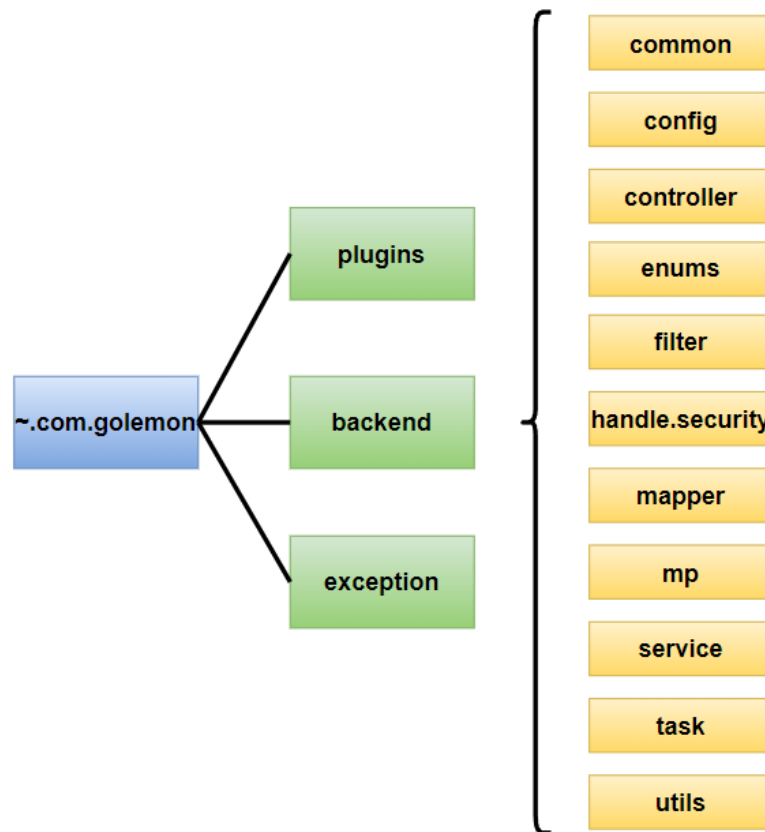 ~.com.golemon
plugins
backend
exception
common
config
controller
enums
filter
handle.security
mapper
mp
service
task
utils